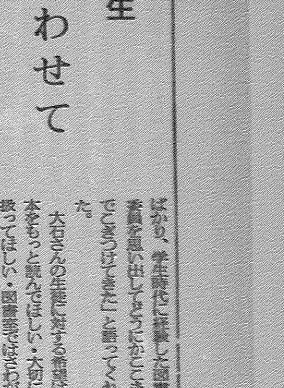 生
わせて
ばかり、学生時代に経験した図書
委員を思い出してどうにかここま
でこぎつけてきた」と語ってくれ
た。
大石さんの生徒に対する希望は
本をもっと読んでほしい・大切に
扱ってほしい・図書室ではさわが